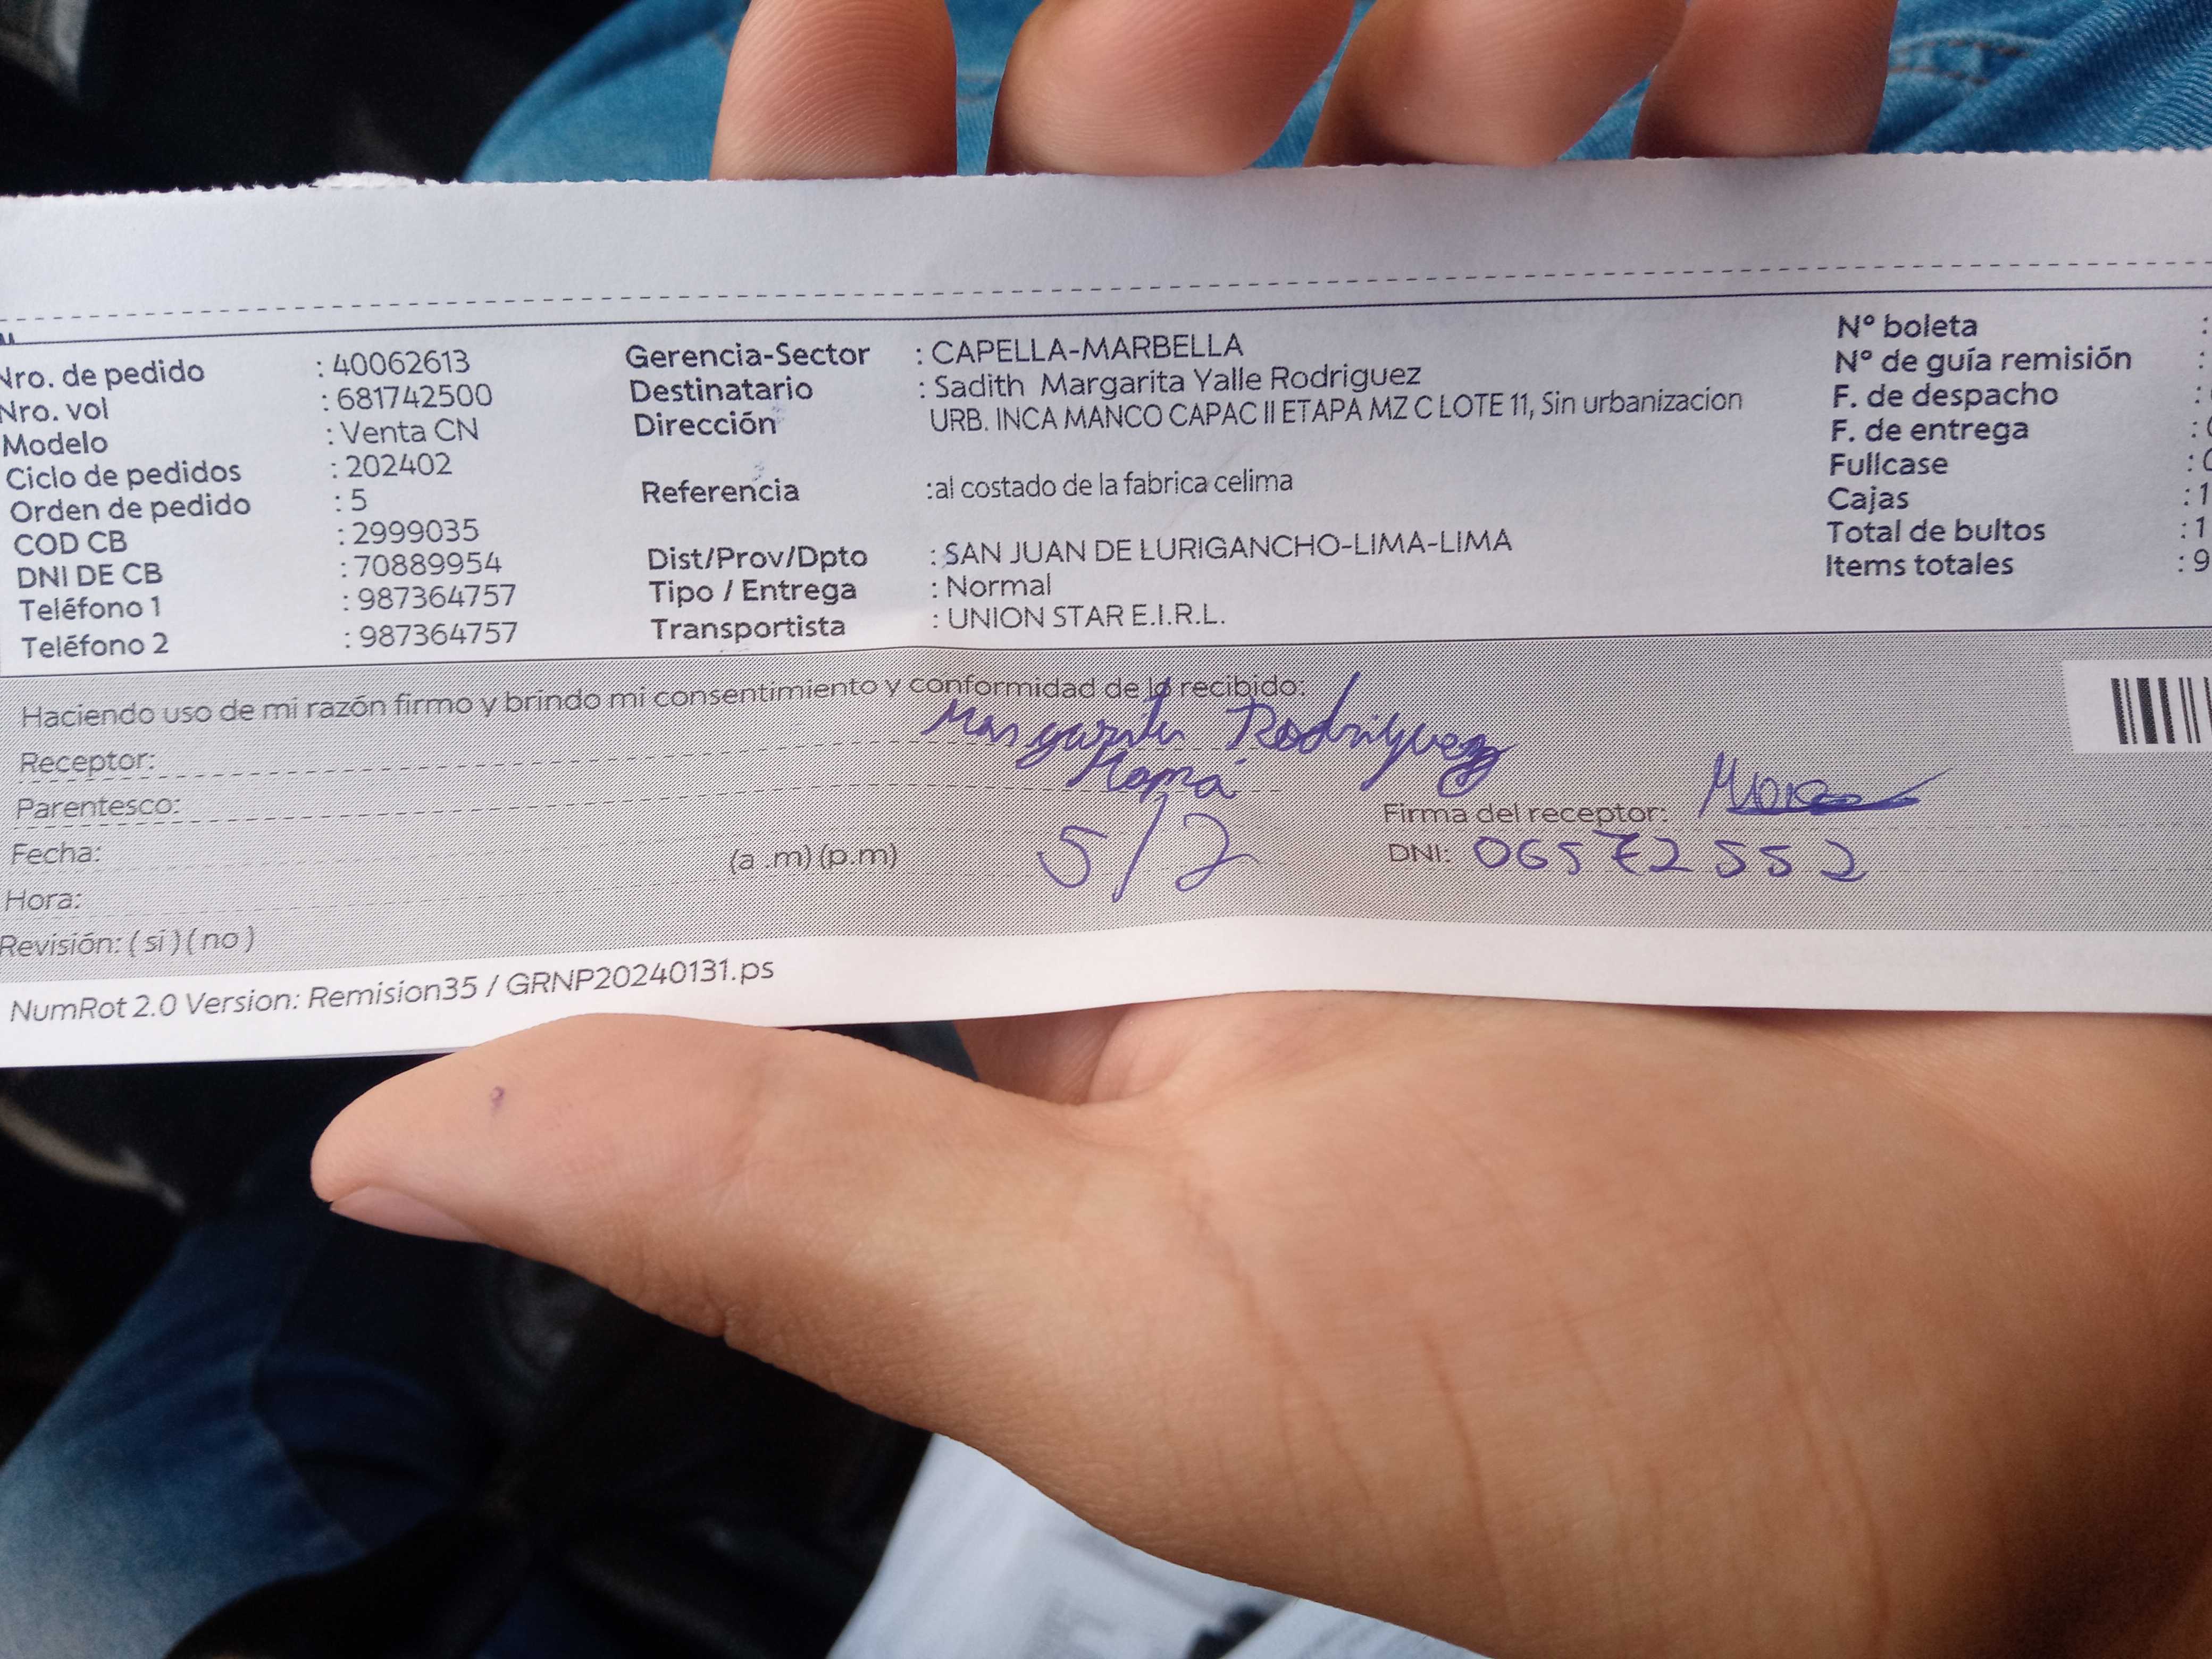 Nro. de pedido : 40062613
Nro. vol : 681742500
Modelo : Venta CN
Ciclo de pedidos : 202402
Orden de pedido : 5
COD CB : 2999035
DNI DE CB : 70889954
Teléfono 1 : 987364757
Teléfono 2 : 987364757
Gerencia-Sector : CAPELLA-MARBELLA
Destinatario : Sadith Margarita Yalle Rodriguez
Dirección URB. INCA MANCO CAPAC II ETAPA MZ C LOTE 11, Sin urbanizacion
Referencia :al costado de la fabrica celima
Dist/Prov/Dpto : SAN JUAN DE LURIGANCHO-LIMA-LIMA
Tipo / Entrega : Normal
Transportista : UNION STAR E.I.R.L.
Nº boleta :
Nº de guía remisión :
F. de despacho :
F. de entrega :
Fullcase :
Cajas : 1
Total de bultos : 1
Items totales : 9
Haciendo uso de mi razón firmo y brindo mi consentimiento y conformidad de lo recibido:
Receptor: Margarita Rodriguez
Parentesco: Mamá
Firma del receptor:
Fecha: 5/2
(a .m) (p.m)
DNI: 06572552
Hora:
Revisión: ( si ) ( no )
NumRot 2.0 Version: Remision35 / GRNP20240131.ps